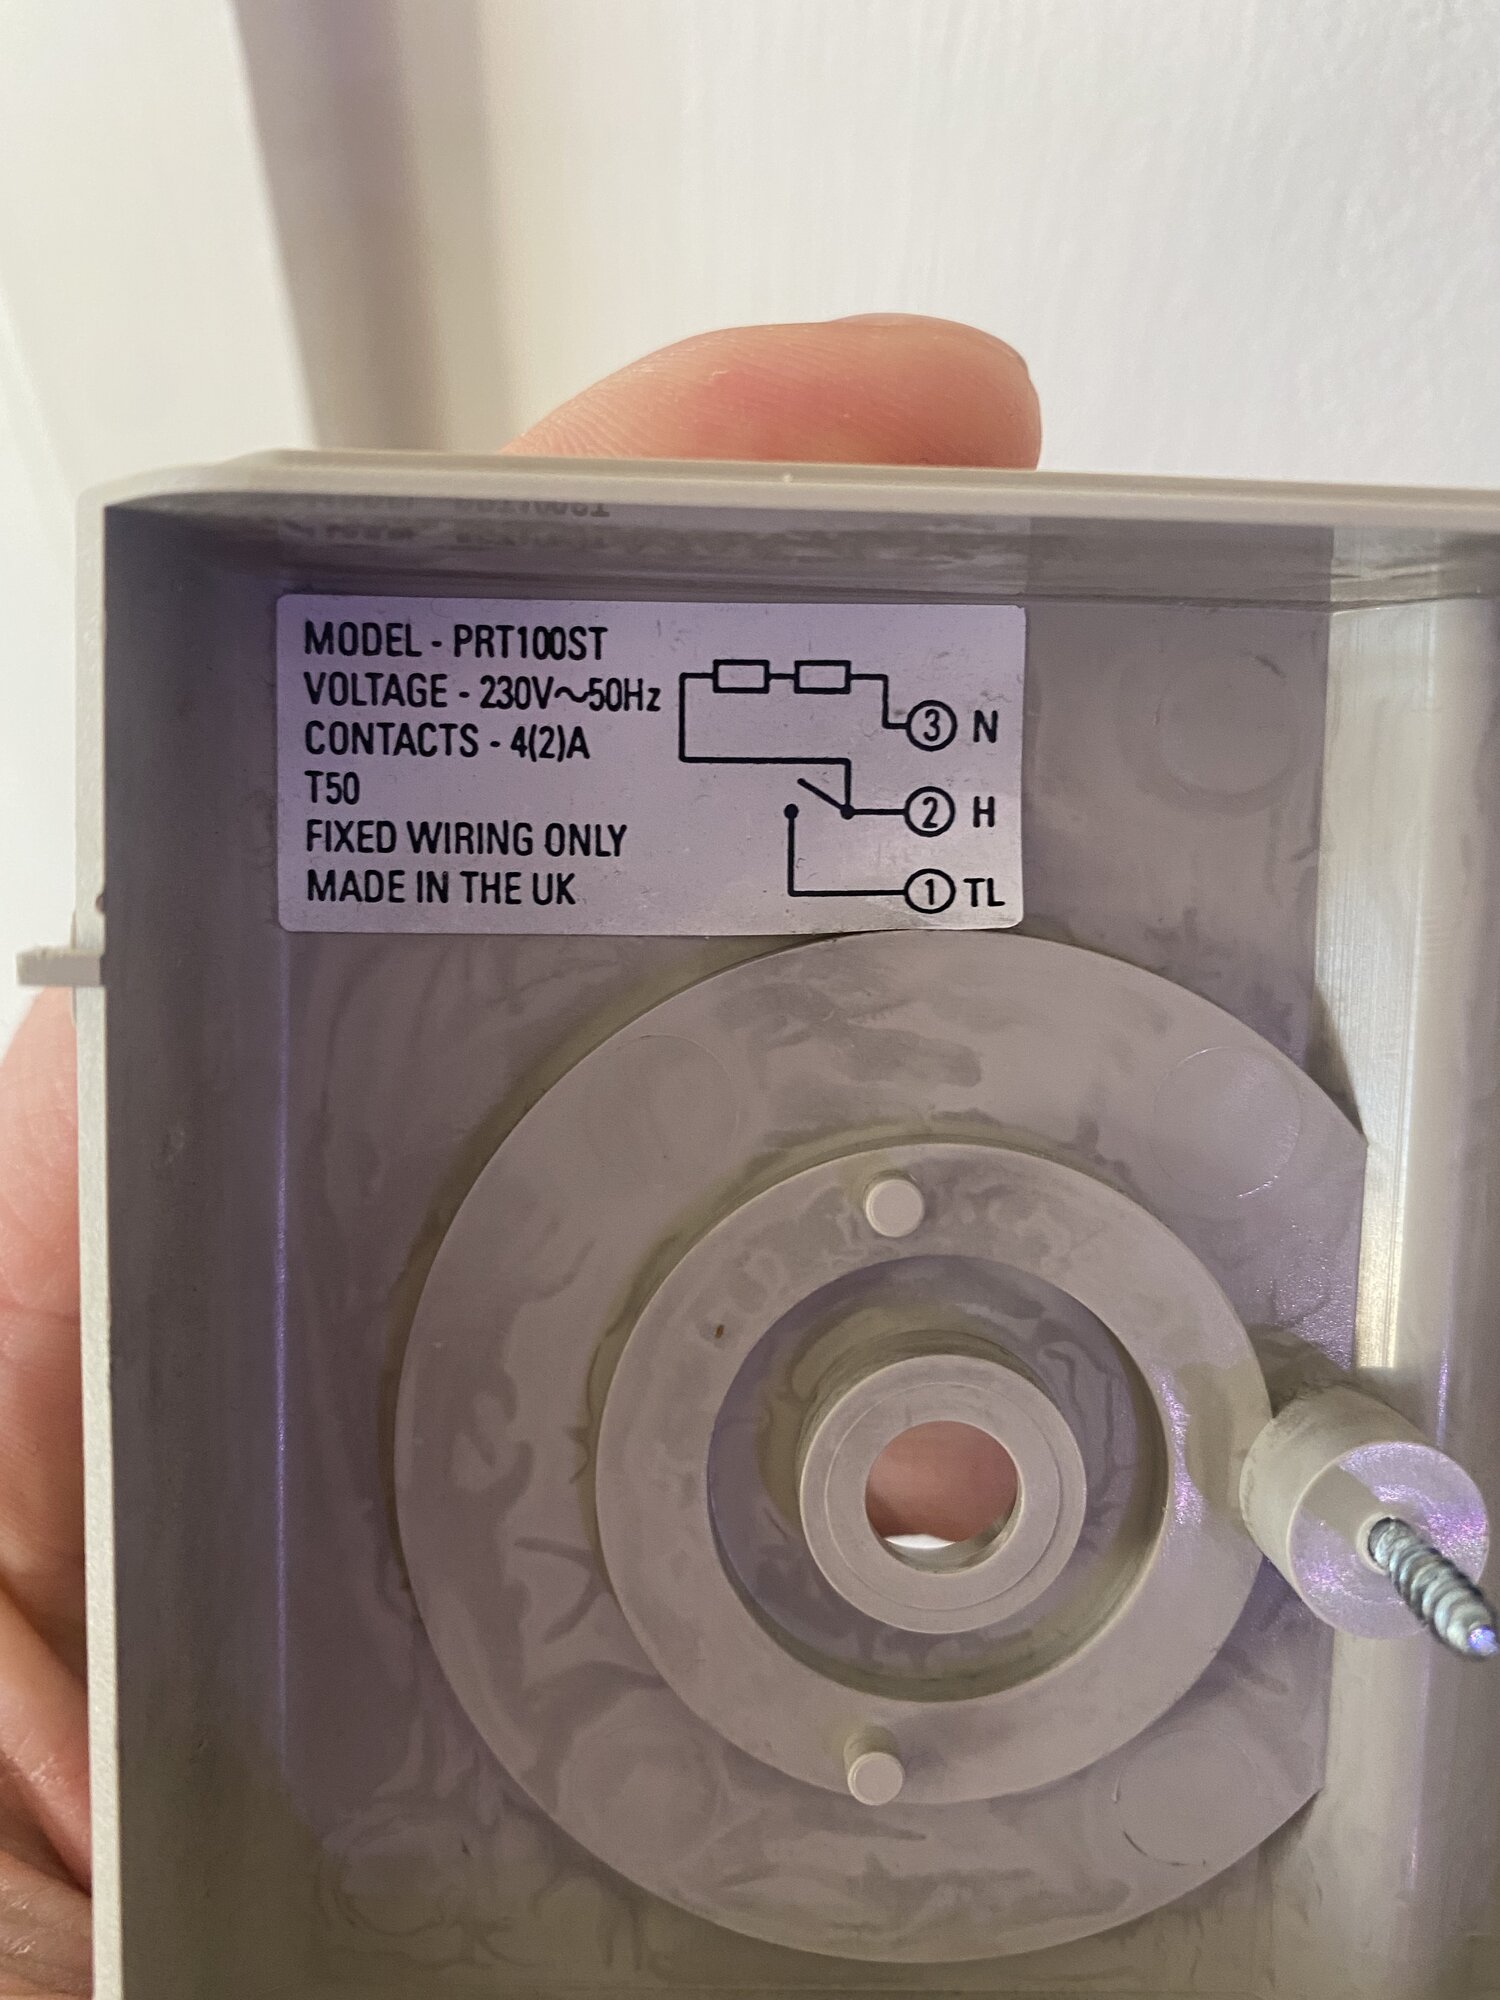 MODEL - PRT100ST
VOLTAGE - 230V~50Hz
CONTACTS - 4(2)A
T50
FIXED WIRING ONLY
MADE IN THE UK
3 N
2 H
1 TL